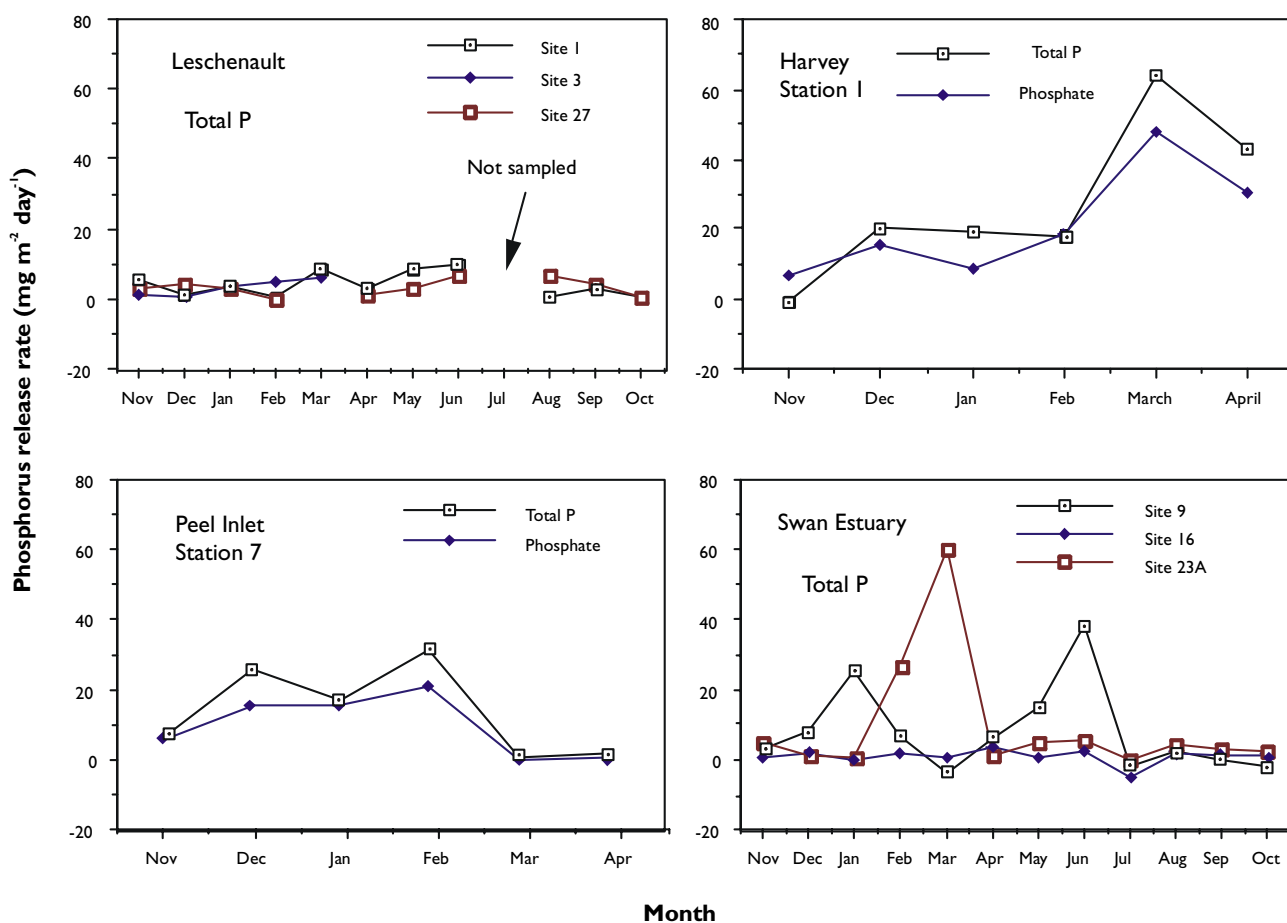 Phosphorus release rate (mg m⁻² day⁻¹)
80
60
40
20
0
-20
Leschenault
Total P
Site 1
Site 3
Site 27
Not sampled
Nov Dec Jan Feb Mar Apr May Jun Jul Aug Sep Oct
80
60
40
20
0
-20
Harvey
Station 1
Total P
Phosphate
Nov Dec Jan Feb March April
80
60
40
20
0
-20
Peel Inlet
Station 7
Total P
Phosphate
Nov Dec Jan Feb Mar Apr
80
60
40
20
0
-20
Swan Estuary
Total P
Site 9
Site 16
Site 23A
Nov Dec Jan Feb Mar Apr May Jun Jul Aug Sep Oct
Month